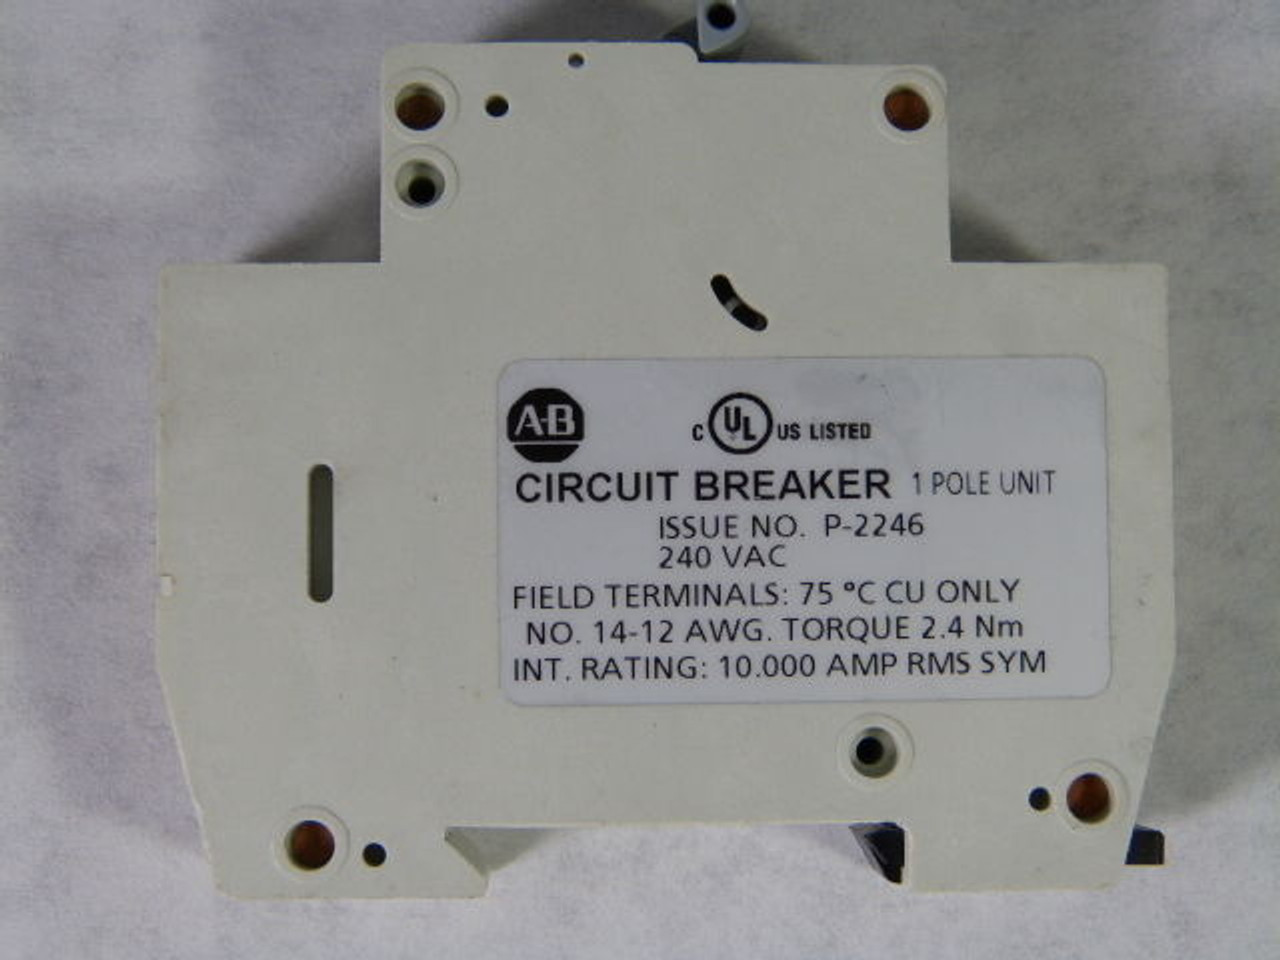 A-B
C UL US LISTED
CIRCUIT BREAKER 1 POLE UNIT
ISSUE NO. P-2246
240 VAC
FIELD TERMINALS: 75 °C CU ONLY
NO. 14-12 AWG. TORQUE 2.4 Nm
INT. RATING: 10.000 AMP RMS SYM